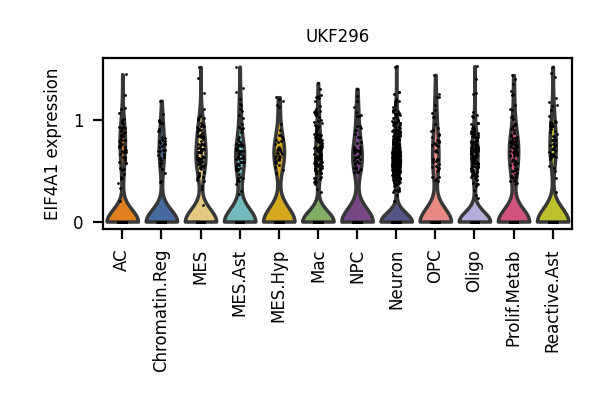 UKF296
EIF4A1 expression
1
0
AC
Chromatin.Reg
MES
MES.Ast
MES.Hyp
Mac
NPC
Neuron
OPC
Oligo
Prolif.Metab
Reactive.Ast